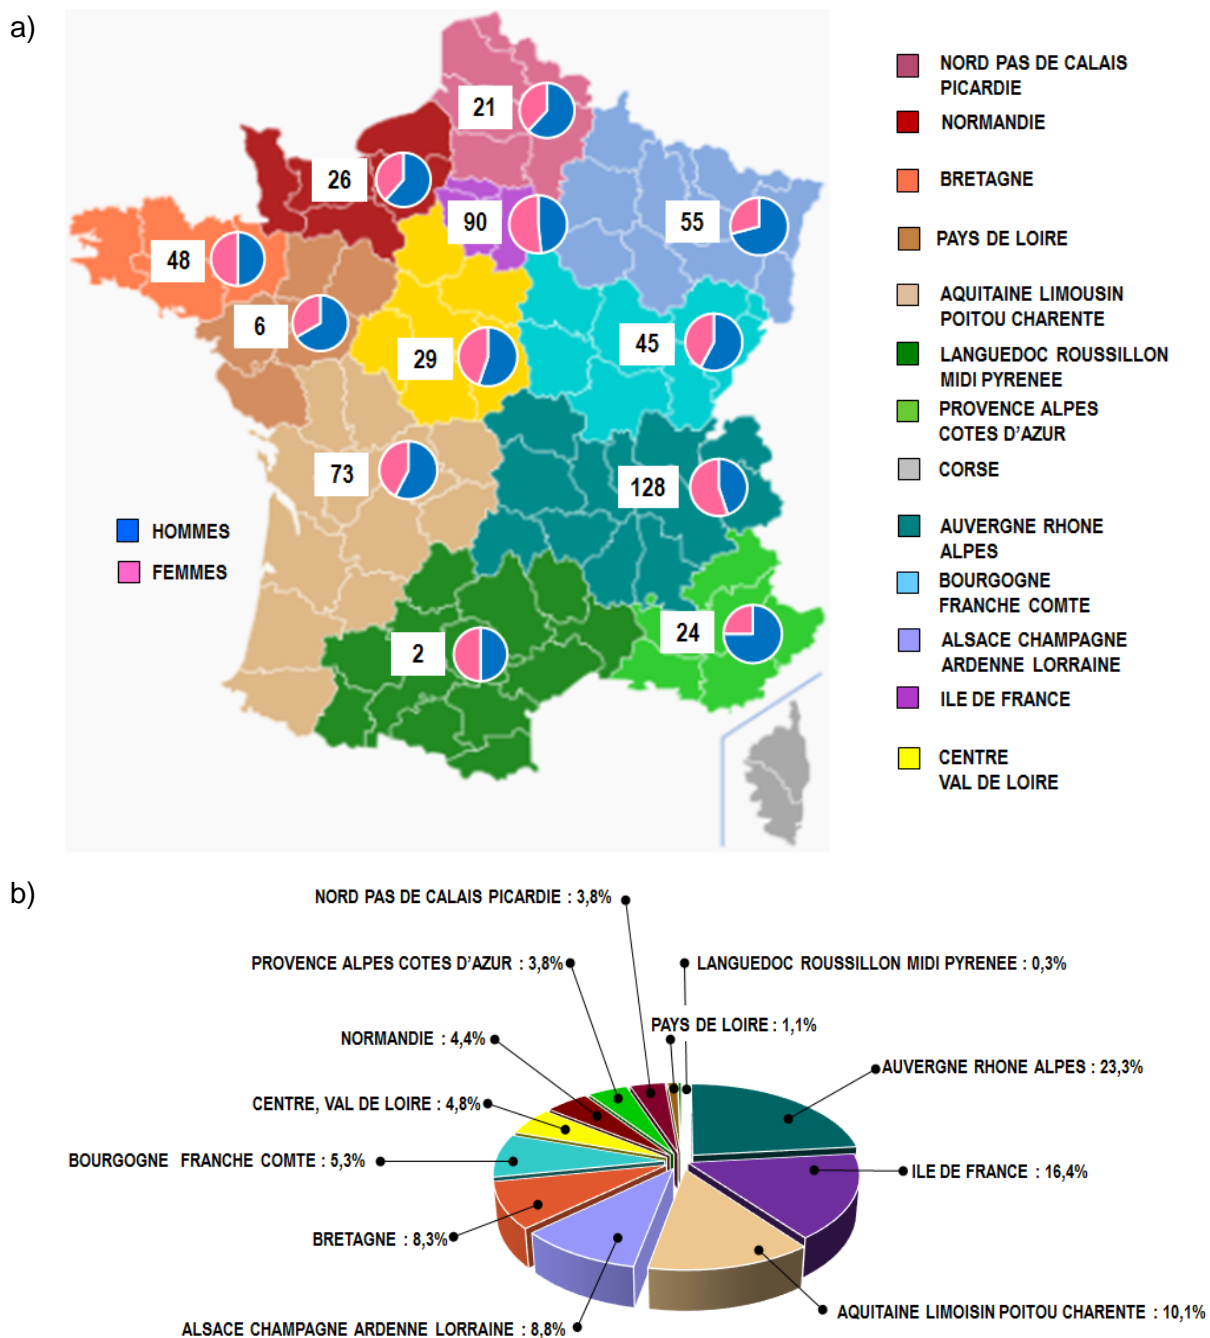 a)
21
26
90
55
48
6
29
45
73
128
2
24
HOMMES
FEMMES
NORD PAS DE CALAIS
PICARDIE
NORMANDIE
BRETAGNE
PAYS DE LOIRE
AQUITAINE LIMOUSIN
POITOU CHARENTE
LANGUEDOC ROUSSILLON
MIDI PYRENEE
PROVENCE ALPES
COTES D'AZUR
CORSE
AUVERGNE RHONE
ALPES
BOURGOGNE
FRANCHE COMTE
ALSACE CHAMPAGNE
ARDENNE LORRAINE
ILE DE FRANCE
CENTRE
VAL DE LOIRE
b)
NORD PAS DE CALAIS PICARDIE : 3,8%
PROVENCE ALPES COTES D'AZUR : 3,8%
LANGUEDOC ROUSSILLON MIDI PYRENEE : 0,3%
NORMANDIE : 4,4%
PAYS DE LOIRE : 1,1%
AUVERGNE RHONE ALPES : 23,3%
CENTRE, VAL DE LOIRE : 4,8%
BOURGOGNE FRANCHE COMTE : 5,3%
ILE DE FRANCE : 16,4%
BRETAGNE : 8,3%
AQUITAINE LIMOISIN POITOU CHARENTE : 10,1%
ALSACE CHAMPAGNE ARDENNE LORRAINE : 8,8%